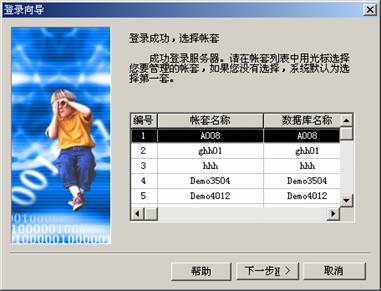 登录向导
登录成功，选择帐套
成功登录服务器。请在帐套列表中用光标选择
您要管理的帐套，如果您没有选择，系统默认为选
择第一套。
编号 帐套名称 数据库名称
1 A008 A008
2 ghh01 ghh01
3 hhh hhh
4 Demo3504 Demo3504
5 Demo4012 Demo4012
0100010
10000010
100000100000
帮助 下一步N > 取消